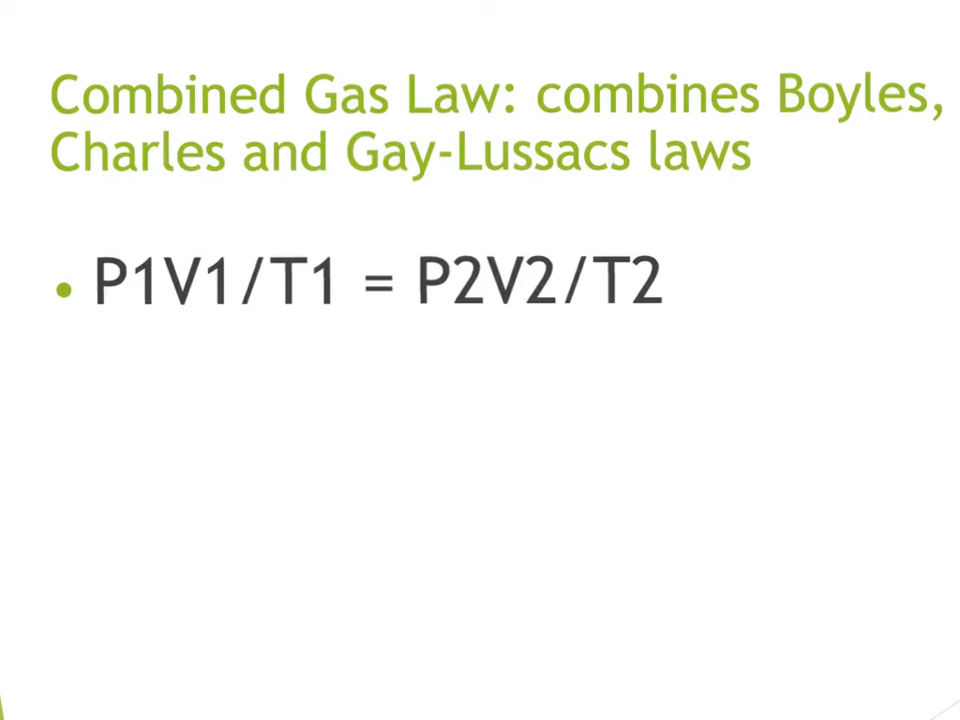 Combined Gas Law: combines Boyles,
Charles and Gay-Lussacs laws
• P1V1/T1 = P2V2/T2